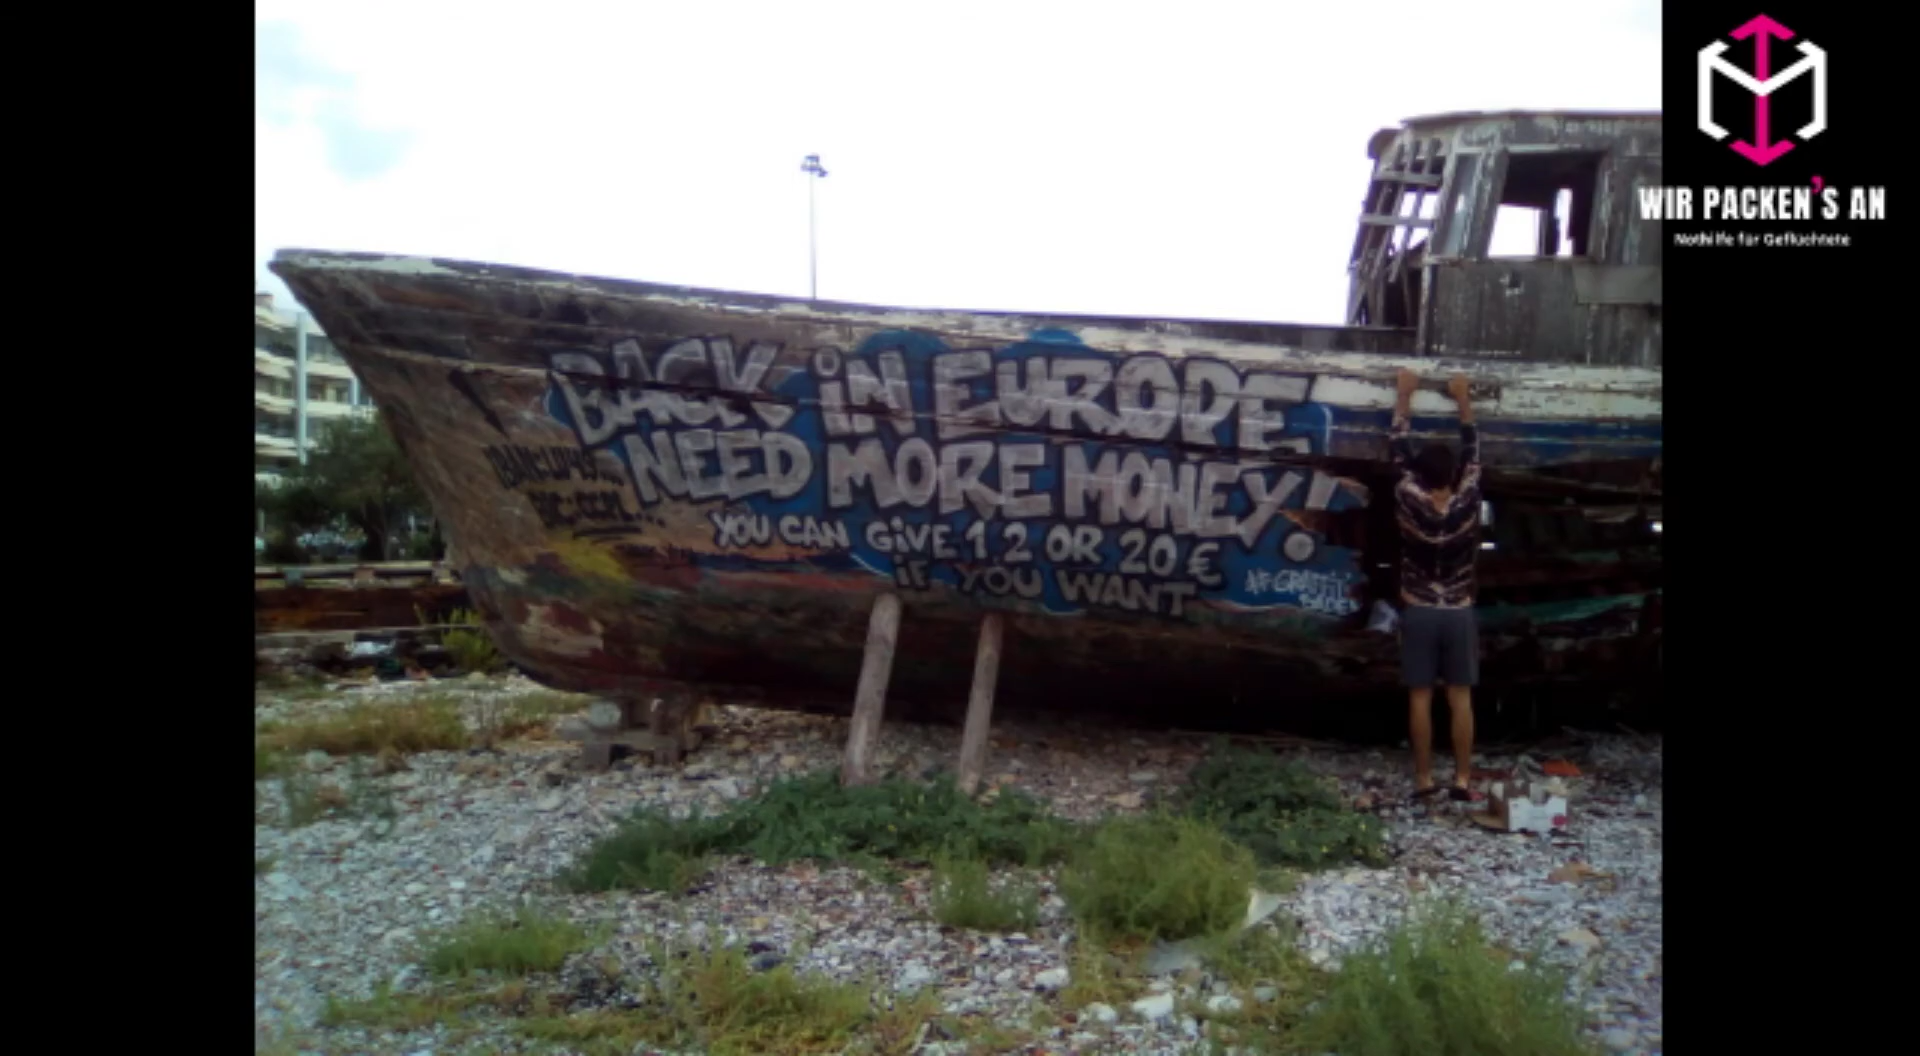 BACK iN EUROPE
NEED MORE MONEY!
YOU CAN GiVE 1, 2 OR 20 €
iF YOU WANT
WIR PACKEN'S AN
Nothilfe für Geflüchtete